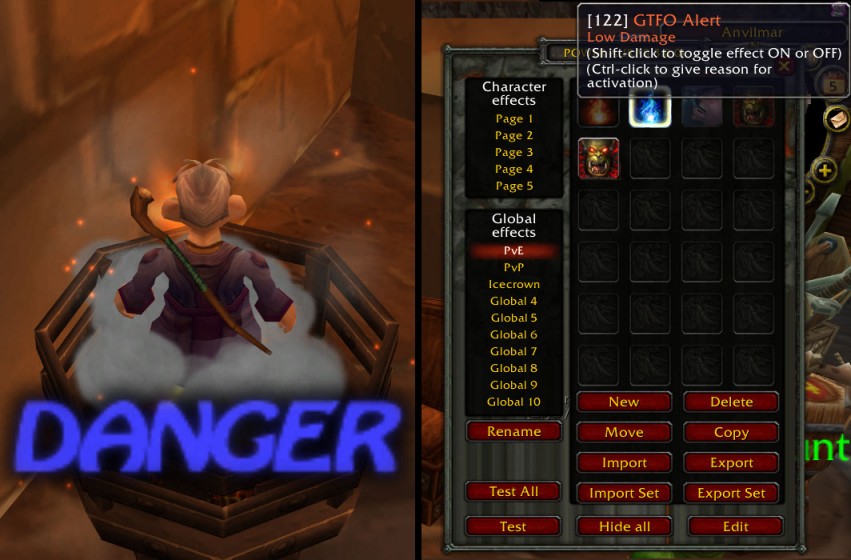 DANGER
[122] GTFO Alert
Low Damage
(Shift-click to toggle effect ON or OFF)
(Ctrl-click to give reason for
activation)
Anvilmar
PO
5
Character
effects
Page 1
Page 2
Page 3
Page 4
Page 5
Global
effects
PvE
PvP
Icecrown
Global 4
Global 5
Global 6
Global 7
Global 8
Global 9
Global 10
Rename
Test All
Test
New
Delete
Move
Copy
Import
Export
Import Set
Export Set
Hide all
Edit
unt